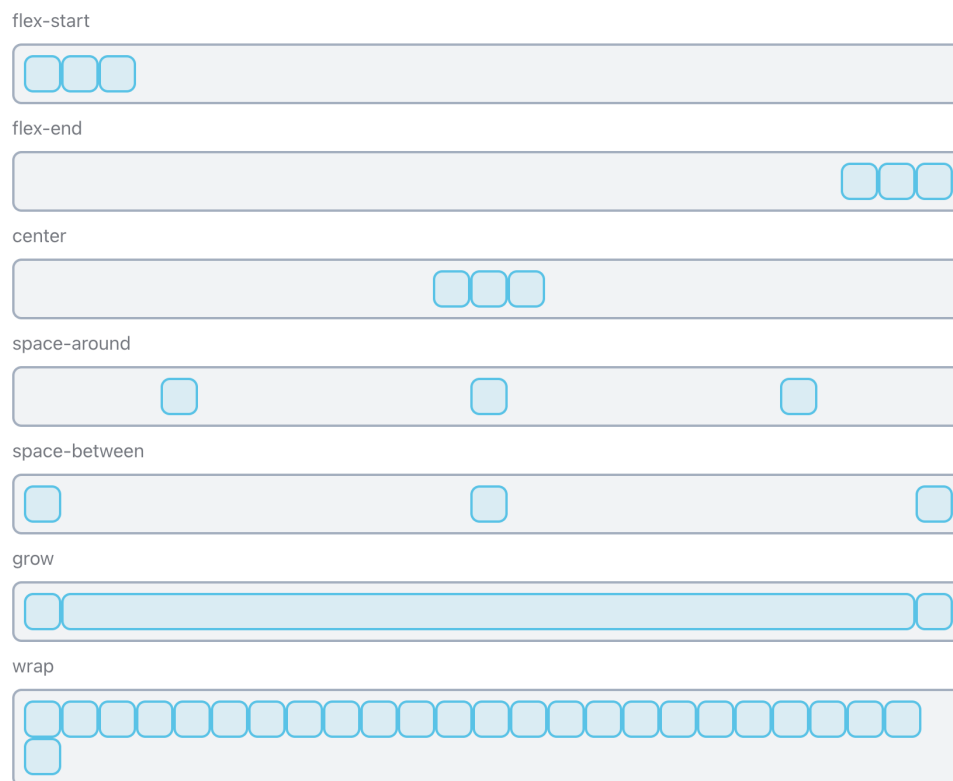 flex-start
flex-end
center
space-around
space-between
grow
wrap